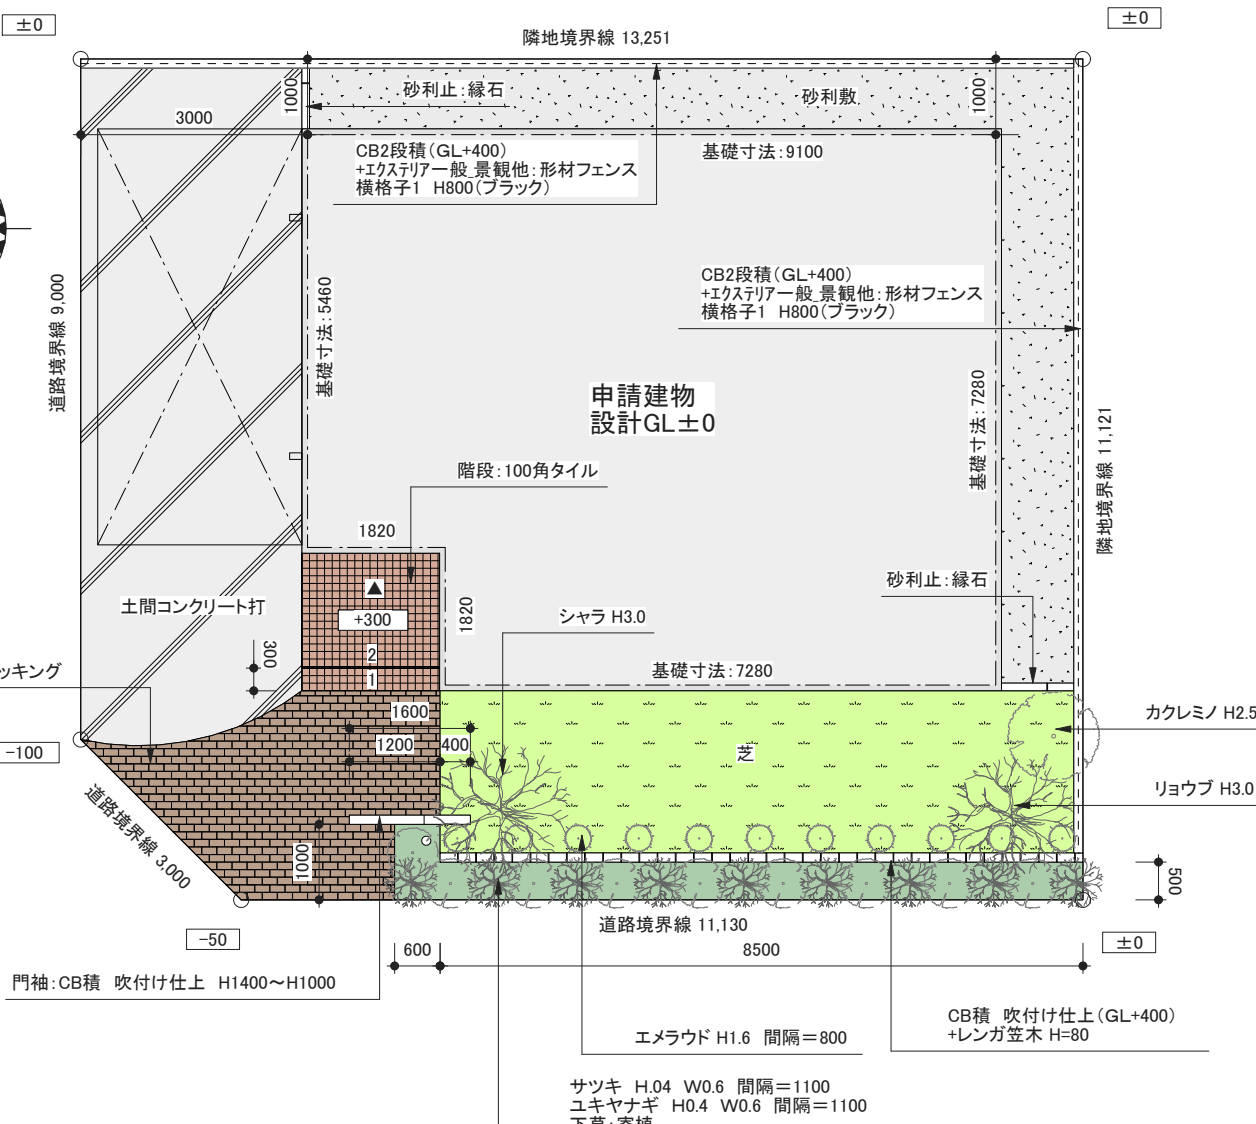 ±0
±0
隣地境界線 13,251
3000
1000
砂利止:縁石
砂利敷
1000
CB2段積(GL+400)
+エクステリア一般_景観他:形材フェンス
横格子1 H800(ブラック)
基礎寸法:9100
道路境界線 9,000
基礎寸法:5460
CB2段積(GL+400)
+エクステリア一般_景観他:形材フェンス
横格子1 H800(ブラック)
申請建物
設計GL±0
基礎寸法:7280
隣地境界線 11,121
階段:100角タイル
1820
1820
砂利止:縁石
土間コンクリート打
+300
2
1
300
シャラ H3.0
基礎寸法:7280
ッキング
1600
1200
400
芝
カクレミノ H2.5
-100
リョウブ H3.0
道路境界線 3,000
1000
500
-50
道路境界線 11,130
±0
600
8500
門袖:CB積 吹付け仕上 H1400~H1000
エメラウド H1.6 間隔=800
CB積 吹付け仕上(GL+400)
+レンガ笠木 H=80
サツキ H.04 W0.6 間隔=1100
ユキヤナギ H0.4 W0.6 間隔=1100